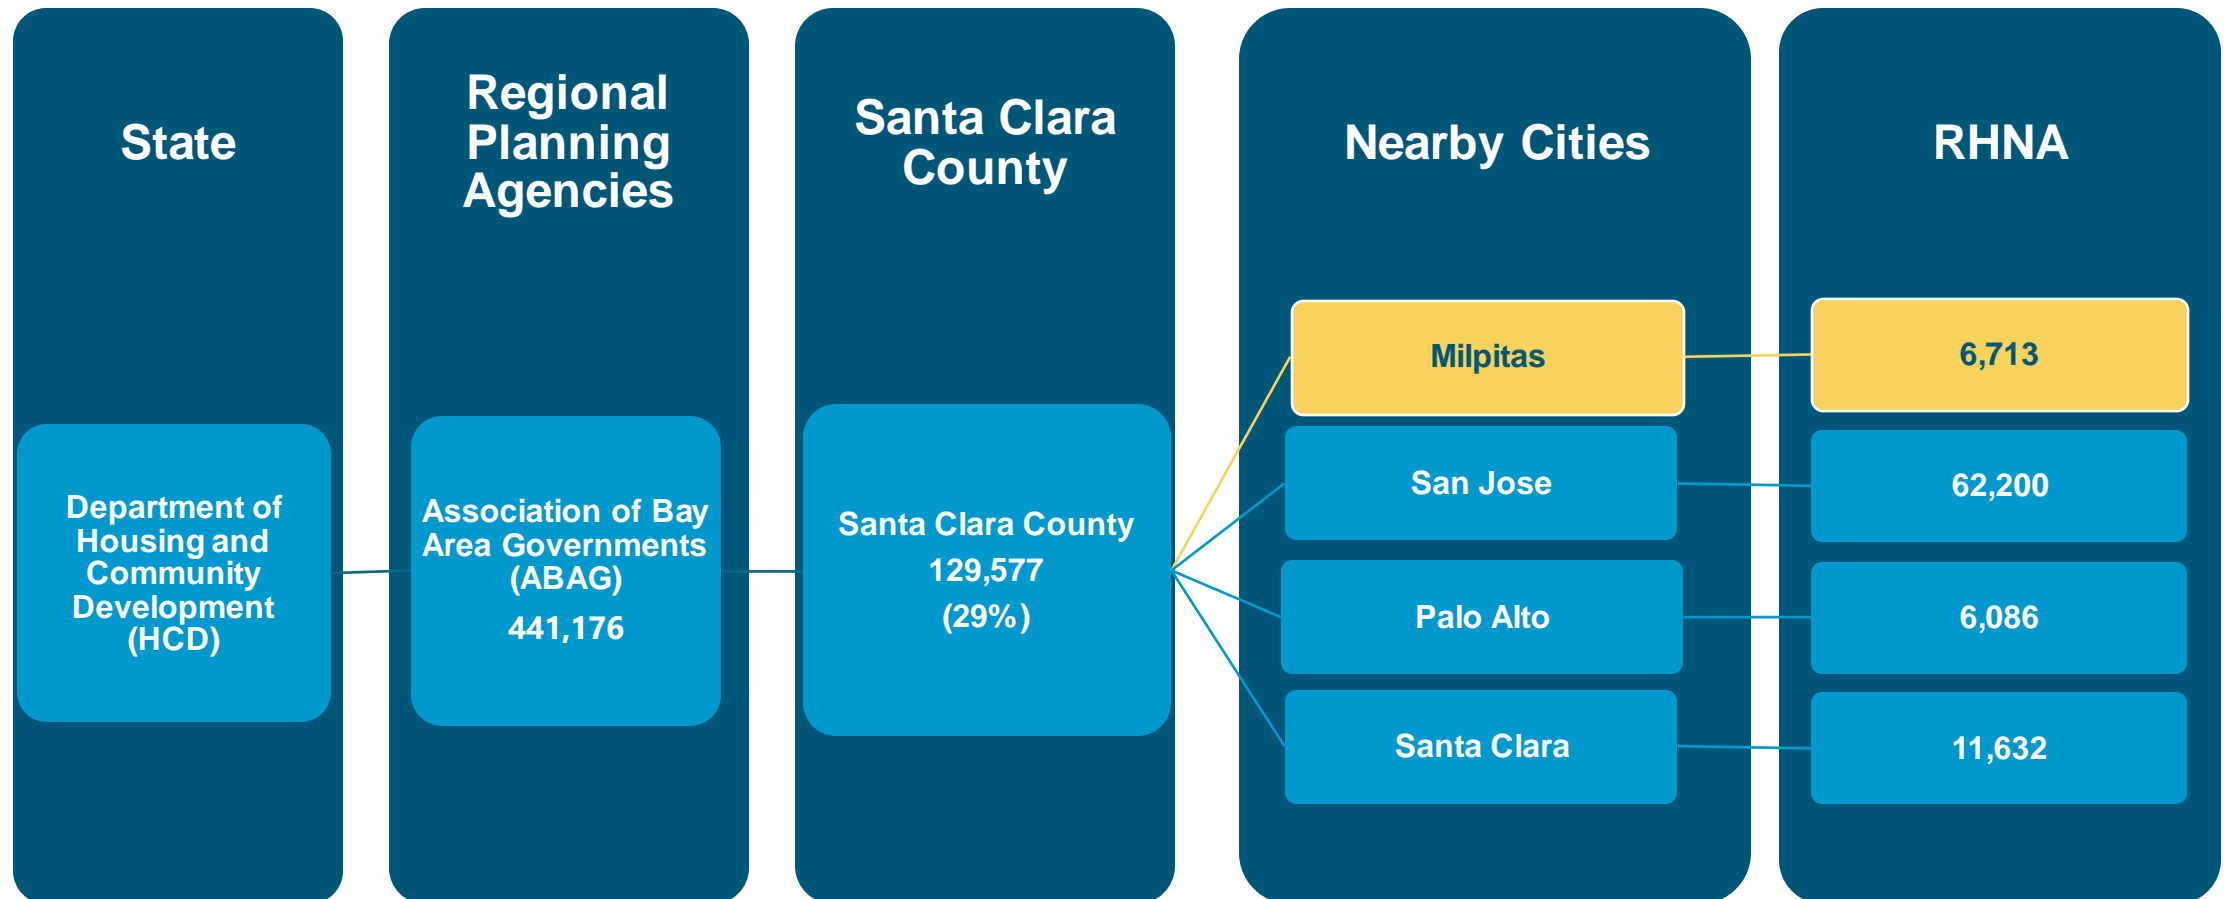 State
Department of
Housing and
Community
Development
(HCD)
Regional
Planning
Agencies
Association of Bay
Area Governments
(ABAG)
441,176
Santa Clara
County
Santa Clara County
129,577
(29%)
Nearby Cities
Milpitas
San Jose
Palo Alto
Santa Clara
RHNA
6,713
62,200
6,086
11,632